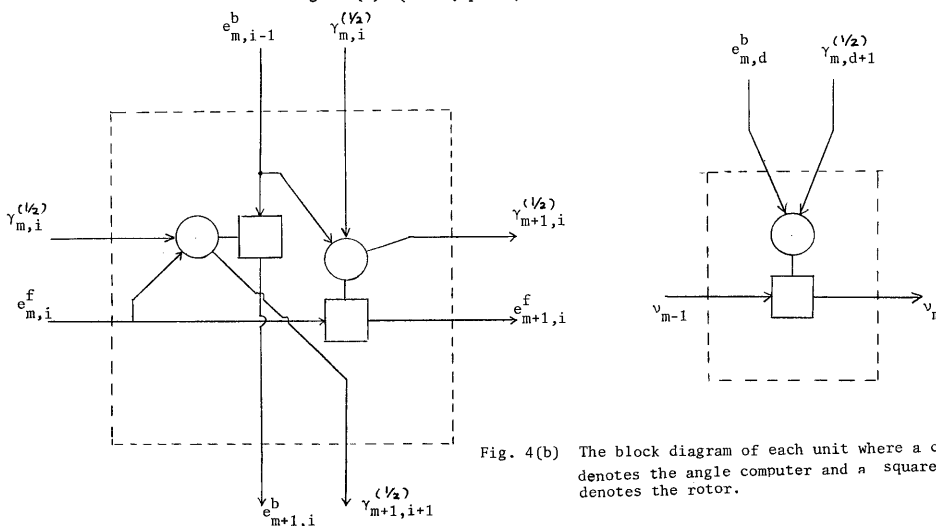 e^b_{m,i-1}
γ^{(1/2)}_{m,i}
e^b_{m,d}
γ^{(1/2)}_{m,d+1}
γ^{(1/2)}_{m,i}
γ^{(1/2)}_{m+1,i}
e^f_{m,i}
e^f_{m+1,i}
ν_{m-1}
ν_m
Fig. 4(b) The block diagram of each unit where a
denotes the angle computer and a square
denotes the rotor.
e^b_{m+1,i}
γ^{(1/2)}_{m+1,i+1}